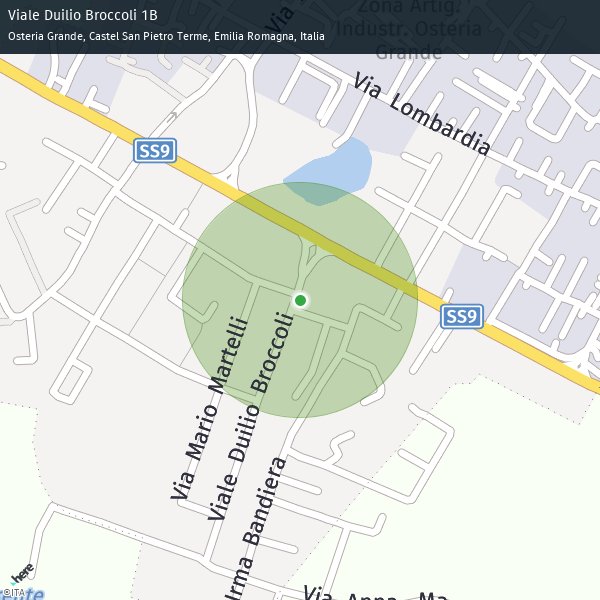 Viale Duilio Broccoli 1B
Osteria Grande, Castel San Pietro Terme, Emilia Romagna, Italia
Zona Artig.
Industr. Osteria
Grande
Via
Via Lombardia
SS9
SS9
Via Mario Martelli
Viale Duilio Broccoli
Irma Bandiera
Via Anna Ma
here
©ITA